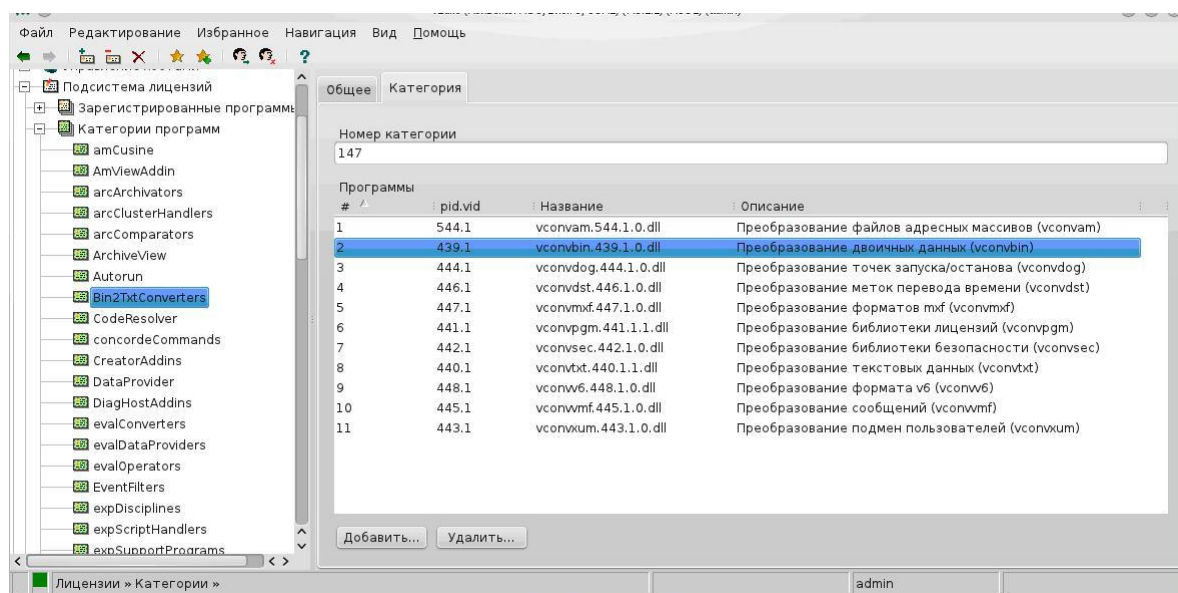 Файл Редактирование Избранное Навигация Вид Помощь
Подсистема лицензий
Зарегистрированные программы
Категории программ
amCusine
AmViewAddin
arcArchivators
arcClusterHandlers
arcComparators
ArchiveView
Autorun
Bin2TxtConverters
CodeResolver
concordeCommands
CreatorAddins
DataProvider
DiagHostAddins
evalConverters
evalDataProviders
evalOperators
EventFilters
expDisciplines
expScriptHandlers
expSupportPrograms
Общее Категория
Номер категории
147
Программы
# pid.vid Название Описание
1 544.1 vconvam.544.1.0.dll Преобразование файлов адресных массивов (vconvam)
2 439.1 vconvbin.439.1.0.dll Преобразование двоичных данных (vconvbin)
3 444.1 vconvdog.444.1.0.dll Преобразование точек запуска/останова (vconvdog)
4 446.1 vconvdst.446.1.0.dll Преобразование меток перевода времени (vconvdst)
5 447.1 vconvmxf.447.1.0.dll Преобразование форматов mxf (vconvmxf)
6 441.1 vconvpgm.441.1.1.dll Преобразование библиотеки лицензий (vconvpgm)
7 442.1 vconvsec.442.1.0.dll Преобразование библиотеки безопасности (vconvsec)
8 440.1 vconvtxt.440.1.1.dll Преобразование текстовых данных (vconvtxt)
9 448.1 vconvv6.448.1.0.dll Преобразование формата v6 (vconvv6)
10 445.1 vconvvmf.445.1.0.dll Преобразование сообщений (vconvvmf)
11 443.1 vconvxum.443.1.0.dll Преобразование подмен пользователей (vconvxum)
Добавить... Удалить...
Лицензии » Категории » admin